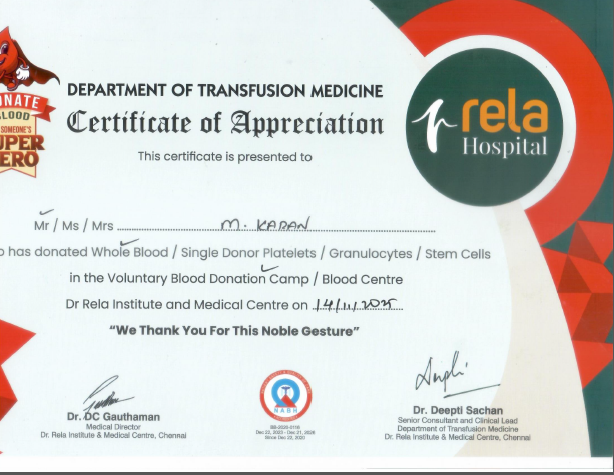 ONATE
LOOD
SOMEONE'S
UPER
ERO
DEPARTMENT OF TRANSFUSION MEDICINE
Certificate of Appreciation
This certificate is presented to
rela
Hospital
Mr / Ms / Mrs M. KARAN
o has donated Whole Blood / Single Donor Platelets / Granulocytes / Stem Cells
in the Voluntary Blood Donation Camp / Blood Centre
Dr Rela Institute and Medical Centre on 14/11/2025
“We Thank You For This Noble Gesture”
Dr. DC Gauthaman
Medical Director
Dr. Rela Institute & Medical Centre, Chennai
NABH
Dec 22, 2023 - Dec 21, 2026
Since Dec 22, 2020
Dr. Deepti Sachan
Senior Consultant and Clinical Lead
Department of Transfusion Medicine
Dr. Rela Institute & Medical Centre, Chennai